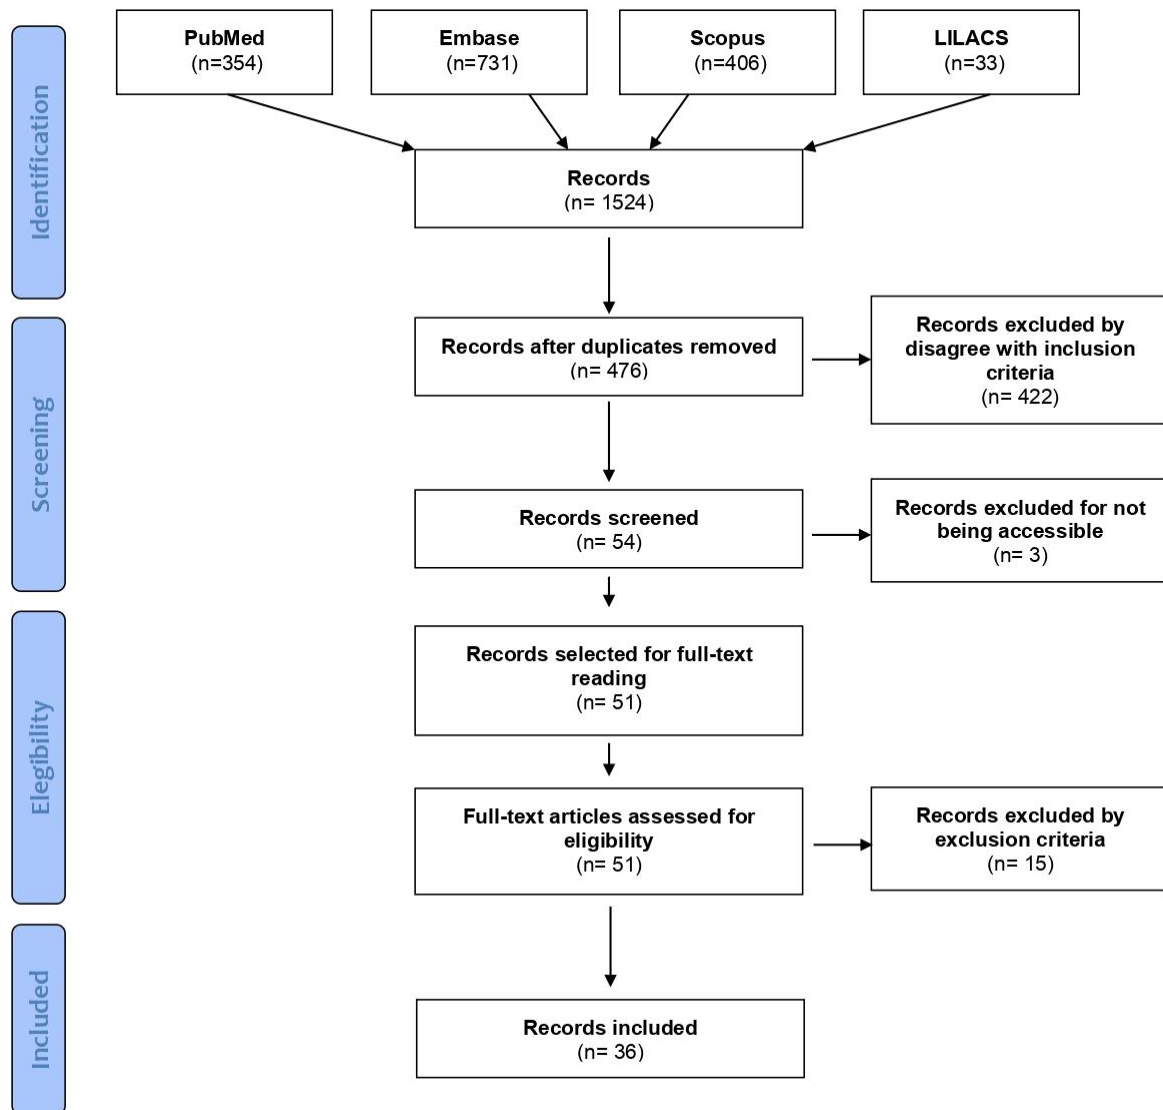 Identification
PubMed
(n=354)
Embase
(n=731)
Scopus
(n=406)
LILACS
(n=33)
Records
(n= 1524)
Screening
Records after duplicates removed
(n= 476)
Records excluded by
disagree with inclusion
criteria
(n= 422)
Records screened
(n= 54)
Records excluded for not
being accessible
(n= 3)
Elegibility
Records selected for full-text
reading
(n= 51)
Full-text articles assessed for
eligibility
(n= 51)
Records excluded by
exclusion criteria
(n= 15)
Included
Records included
(n= 36)